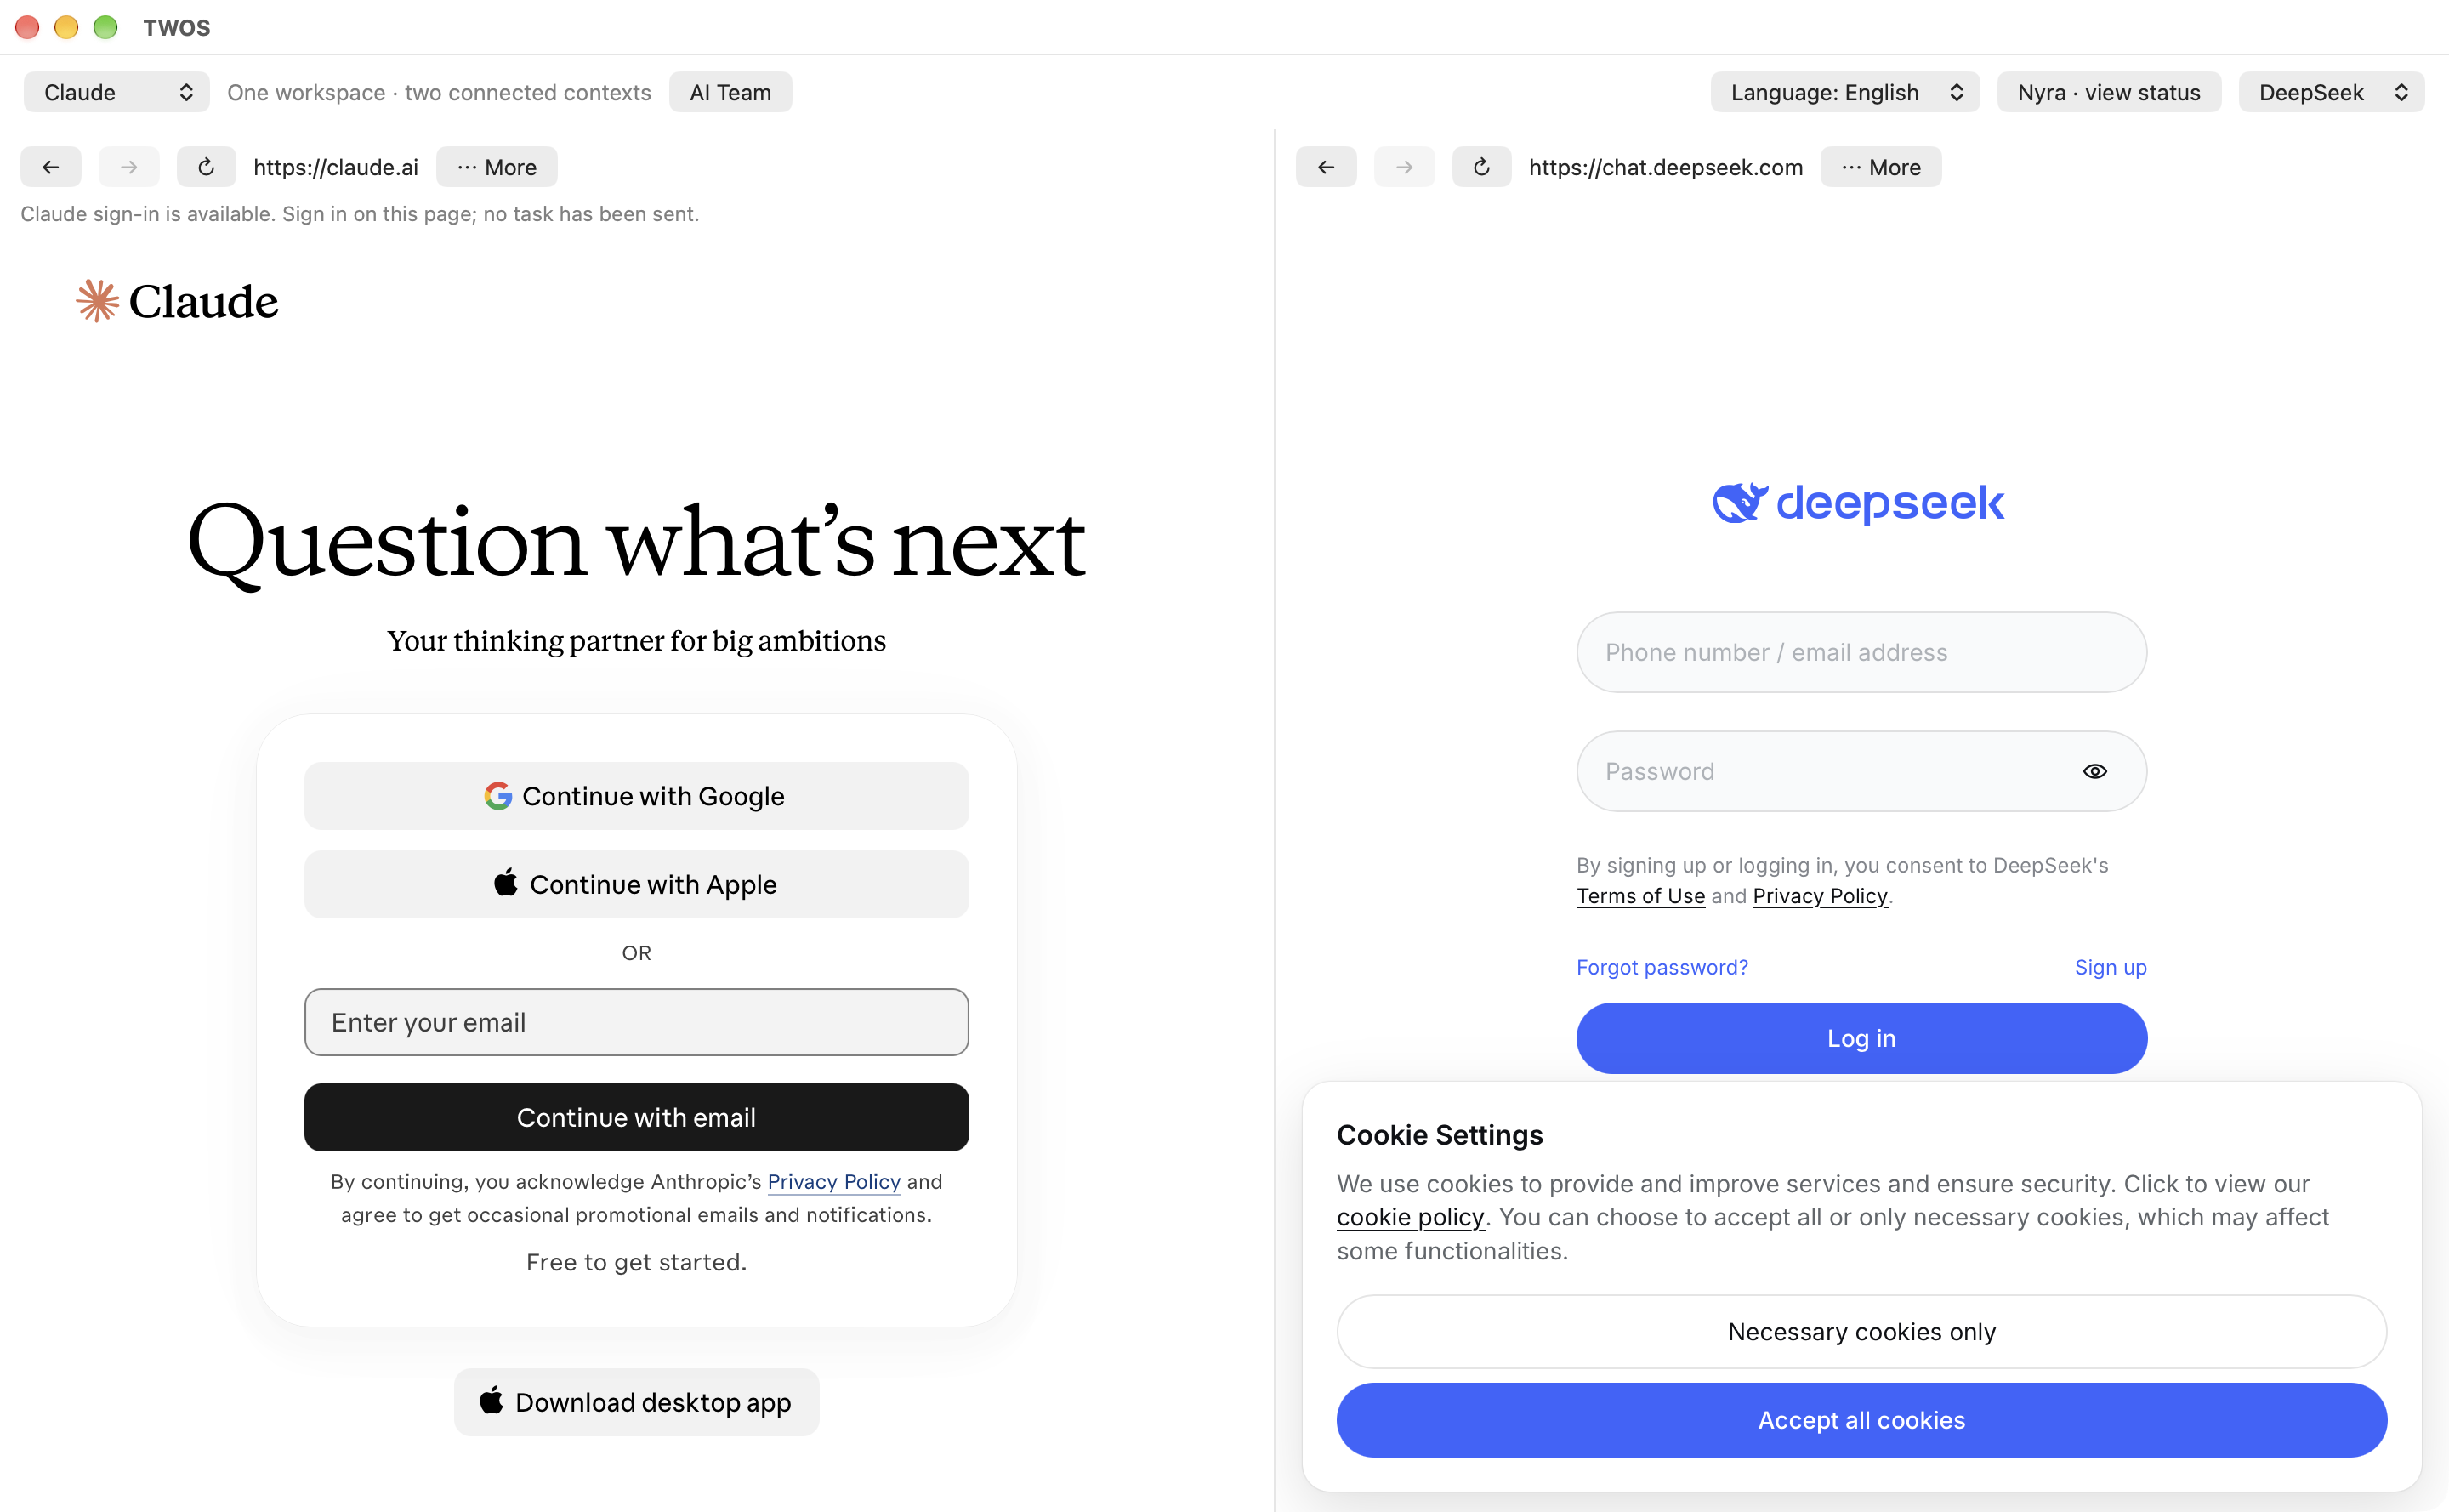 TWOS
Claude One workspace · two connected contexts AI Team Language: English Nyra · view status DeepSeek
https://claude.ai ··· More
Claude sign-in is available. Sign in on this page; no task has been sent.
Claude
Question what’s next
Your thinking partner for big ambitions
Continue with Google
Continue with Apple
OR
Enter your email
Continue with email
By continuing, you acknowledge Anthropic’s Privacy Policy and
agree to get occasional promotional emails and notifications.
Free to get started.
Download desktop app
https://chat.deepseek.com ··· More
deepseek
Phone number / email address
Password
By signing up or logging in, you consent to DeepSeek's
Terms of Use and Privacy Policy.
Forgot password? Sign up
Log in
Cookie Settings
We use cookies to provide and improve services and ensure security. Click to view our
cookie policy. You can choose to accept all or only necessary cookies, which may affect
some functionalities.
Necessary cookies only
Accept all cookies